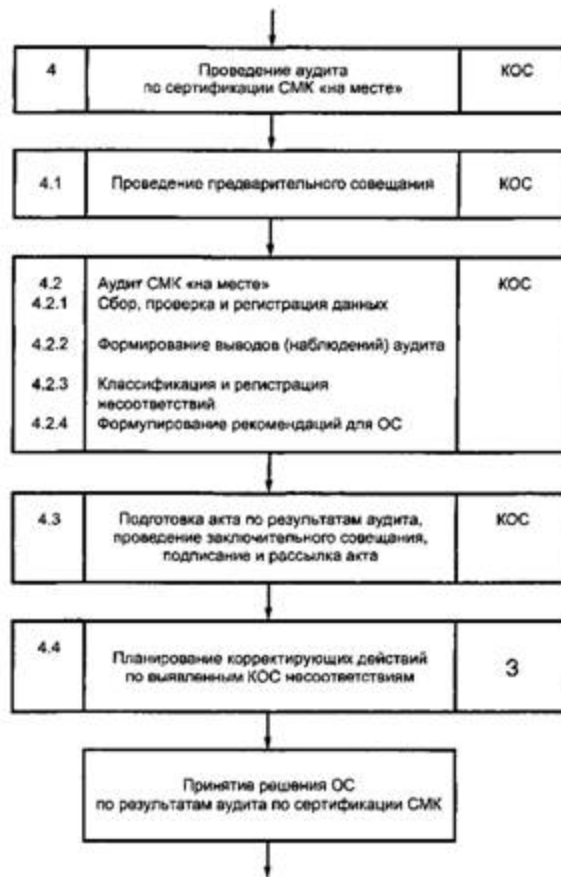 4 Проведение аудита КОС
по сертификации СМК «на месте»
4.1 Проведение предварительного совещания КОС
4.2 Аудит СМК «на месте» КОС
4.2.1 Сбор, проверка и регистрация данных
4.2.2 Формирование выводов (наблюдений) аудита
4.2.3 Классификация и регистрация
несоответствий
4.2.4 Формулирование рекомендаций для ОС
4.3 Подготовка акта по результатам аудита, КОС
проведение заключительного совещания,
подписание и рассылка акта
4.4 Планирование корректирующих действий З
по выявленным КОС несоответствиям
Принятие решения ОС
по результатам аудита по сертификации СМК